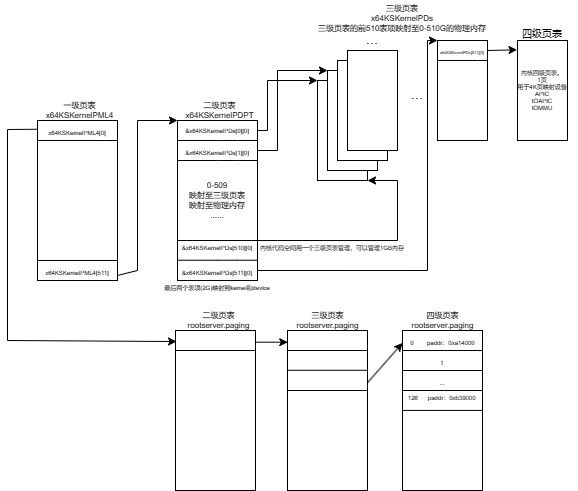 三级页表
x64KSKernelPDs
三级页表的前510表项映射至0-510G的物理内存
...
四级页表
x64KSKernelPDs[511][0]
内核四级页表。
1页
用于4K页映射设备
APIC
IOAPIC
IOMMU
...
一级页表
x64KSKernelPML4
x64KSKernelPML4[0]
x64KSKernelPML4[511]
二级页表
x64KSKernelPDPT
&x64KSKernelPDs[0][0]
&x64KSKernelPDs[1][0]
0-509
映射至三级页表
映射至物理内存
......
&x64KSKernelPDs[510][0]
内核代码空间用一个三级页表管理，可以管理1GB内存
&x64KSKernelPDs[511][0]
最后两个表项(2G)映射到kernel和device
二级页表
rootserver.paging
三级页表
rootserver.paging
四级页表
rootserver.paging
0 paddr: 0xa14000
1
...
126 paddr: 0xb39000